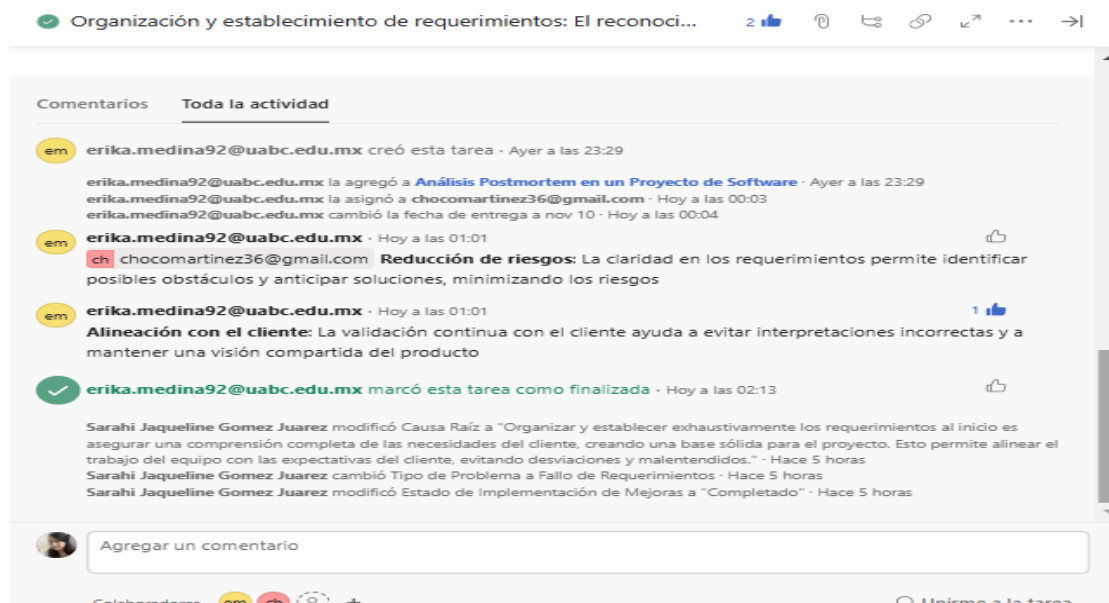 Organización y establecimiento de requerimientos: El reconoci...
2
Comentarios Toda la actividad
em erika.medina92@uabc.edu.mx creó esta tarea · Ayer a las 23:29
erika.medina92@uabc.edu.mx la agregó a Análisis Postmortem en un Proyecto de Software · Ayer a las 23:29
erika.medina92@uabc.edu.mx la asignó a chocomartinez36@gmail.com · Hoy a las 00:03
erika.medina92@uabc.edu.mx cambió la fecha de entrega a nov 10 · Hoy a las 00:04
em erika.medina92@uabc.edu.mx · Hoy a las 01:01
ch chocomartinez36@gmail.com Reducción de riesgos: La claridad en los requerimientos permite identificar
posibles obstáculos y anticipar soluciones, minimizando los riesgos
em erika.medina92@uabc.edu.mx · Hoy a las 01:01 1
Alineación con el cliente: La validación continua con el cliente ayuda a evitar interpretaciones incorrectas y a
mantener una visión compartida del producto
erika.medina92@uabc.edu.mx marcó esta tarea como finalizada · Hoy a las 02:13
Sarahi Jaqueline Gomez Juarez modificó Causa Raíz a "Organizar y establecer exhaustivamente los requerimientos al inicio es
asegurar una comprensión completa de las necesidades del cliente, creando una base sólida para el proyecto. Esto permite alinear el
trabajo del equipo con las expectativas del cliente, evitando desviaciones y malentendidos." · Hace 5 horas
Sarahi Jaqueline Gomez Juarez cambió Tipo de Problema a Fallo de Requerimientos · Hace 5 horas
Sarahi Jaqueline Gomez Juarez modificó Estado de Implementación de Mejoras a "Completado" · Hace 5 horas
Agregar un comentario
Colaboradores em ch + Unirme a la tarea